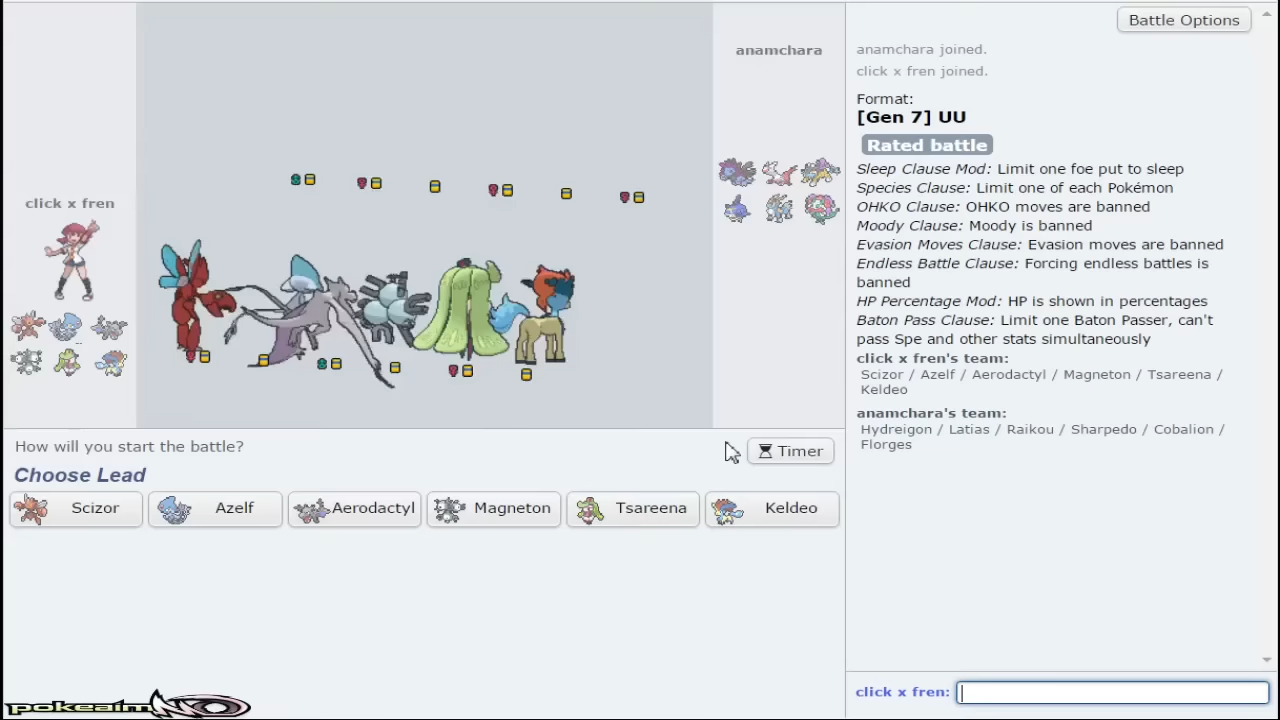 Battle Options
anamchara
anamchara joined.
click x fren joined.
Format:
[Gen 7] UU
Rated battle
Sleep Clause Mod: Limit one foe put to sleep
Species Clause: Limit one of each Pokémon
OHKO Clause: OHKO moves are banned
Moody Clause: Moody is banned
Evasion Moves Clause: Evasion moves are banned
Endless Battle Clause: Forcing endless battles is
banned
HP Percentage Mod: HP is shown in percentages
Baton Pass Clause: Limit one Baton Passer, can't
pass Spe and other stats simultaneously
click x fren's team:
Scizor / Azelf / Aerodactyl / Magneton / Tsareena /
Keldeo
anamchara's team:
Hydreigon / Latias / Raikou / Sharpedo / Cobalion /
Florges
click x fren
How will you start the battle?
Timer
Choose Lead
Scizor
Azelf
Aerodactyl
Magneton
Tsareena
Keldeo
click x fren:
pokeaimMD